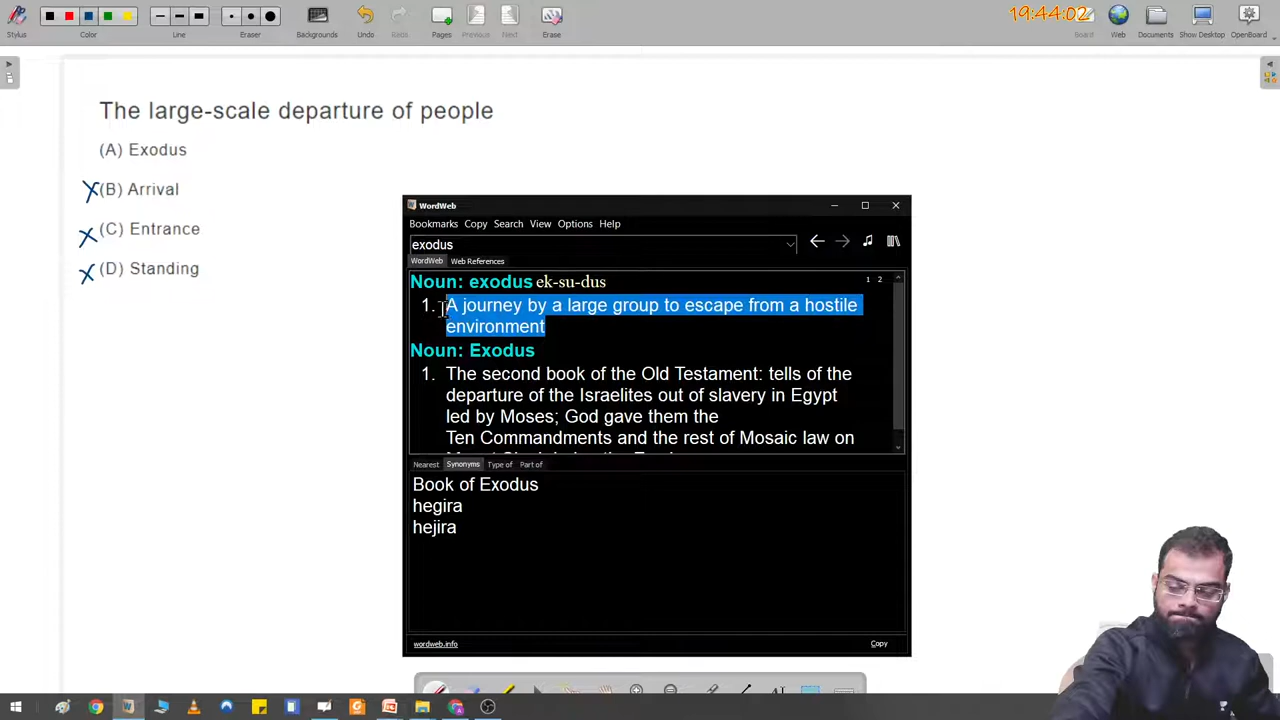 19:44:02
Stylus Color Line Eraser Backgrounds Undo Redo Pages Previous Next Erase Board Web Documents Show Desktop OpenBoard
The large-scale departure of people
(A) Exodus
X(B) Arrival
X(C) Entrance
X(D) Standing
WordWeb
Bookmarks Copy Search View Options Help
exodus
WordWeb Web References
Noun: exodus ek-su-dus
1 2
1. A journey by a large group to escape from a hostile
environment
Noun: Exodus
1. The second book of the Old Testament: tells of the
departure of the Israelites out of slavery in Egypt
led by Moses; God gave them the
Ten Commandments and the rest of Mosaic law on
Nearest Synonyms Type of Part of
Book of Exodus
hegira
hejira
wordweb.info Copy